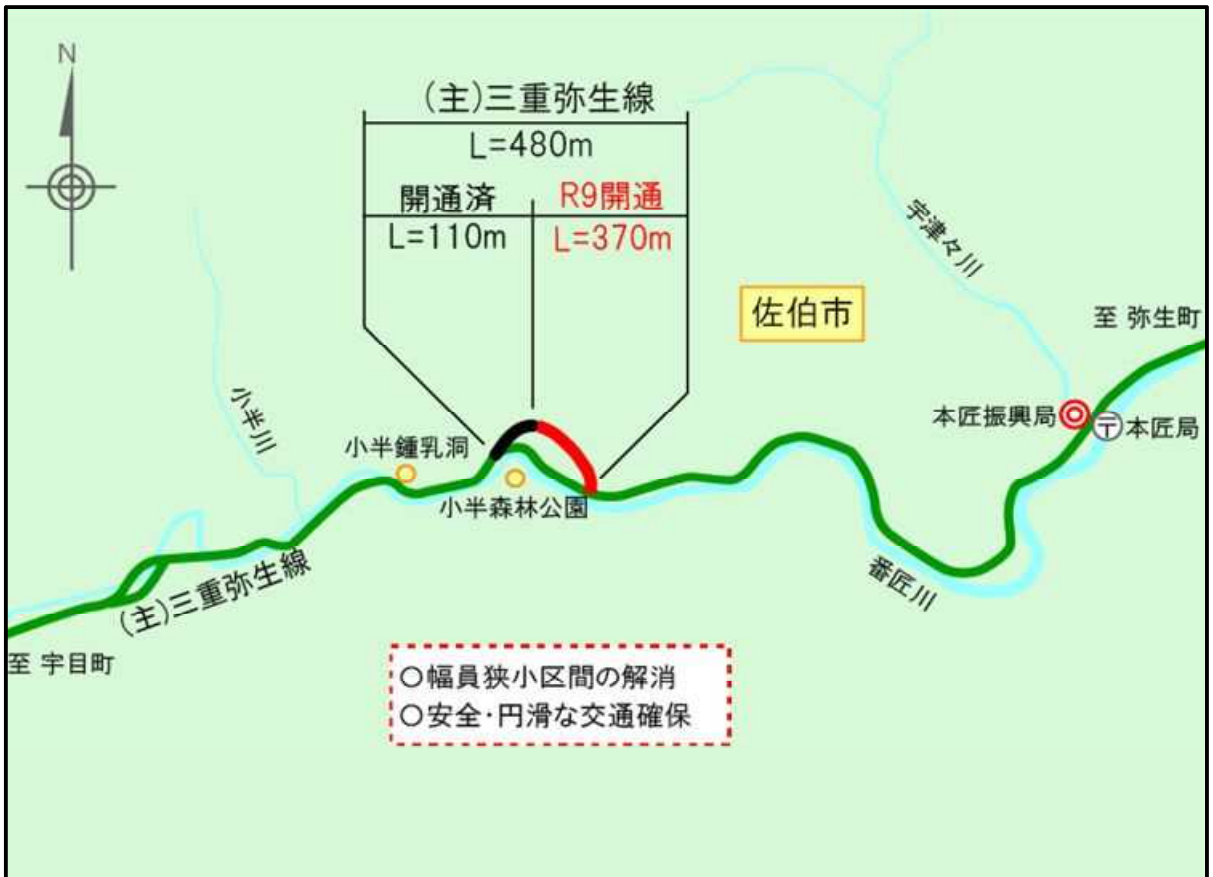 N
(主)三重弥生線
L=480m
開通済
R9開通
L=110m
L=370m
宇津々川
佐伯市
至 弥生町
小半川
本匠振興局
本匠局
小半鍾乳洞
小半森林公園
番匠川
(主)三重弥生線
至 宇目町
○幅員狭小区間の解消
○安全・円滑な交通確保